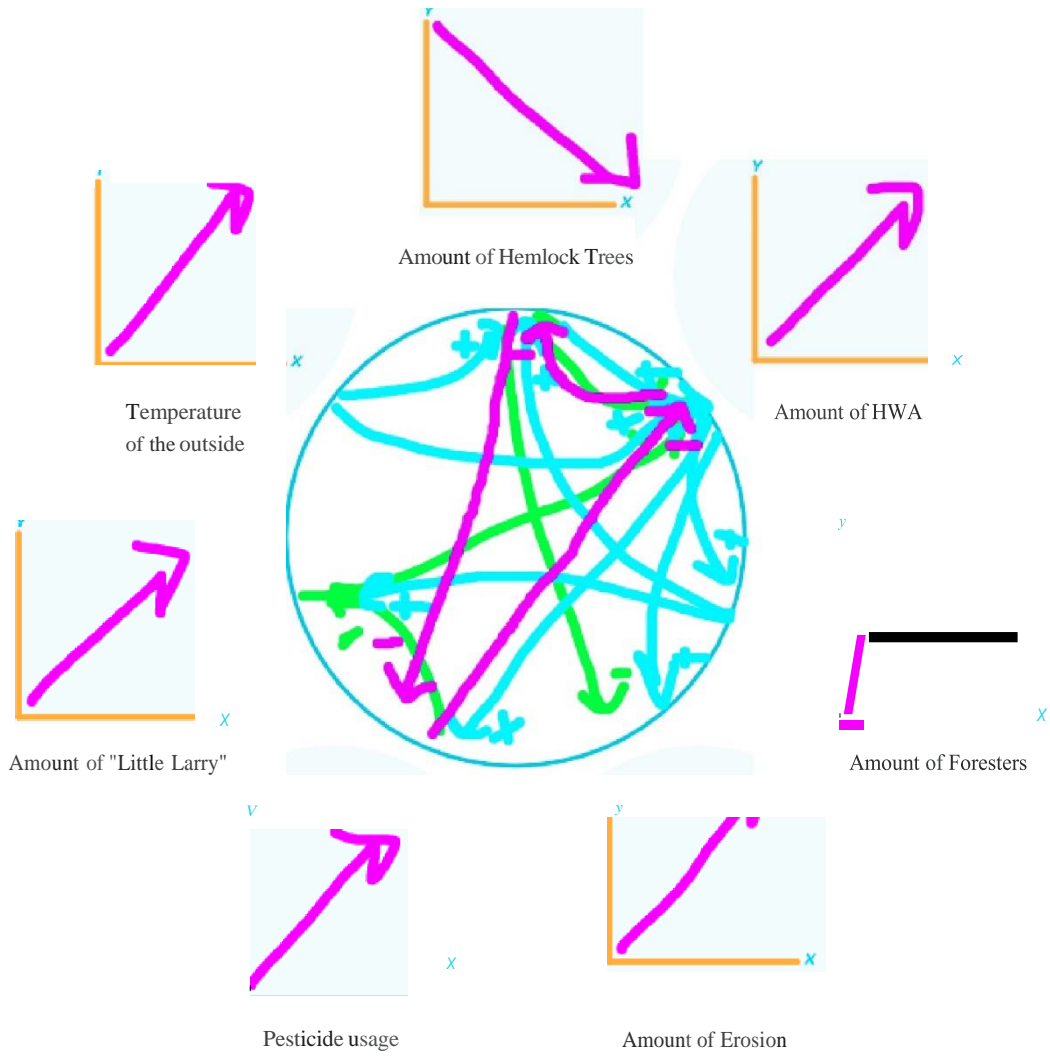 Y
X
Amount of Hemlock Trees
Y
X
Amount of HWA
X
Temperature
of the outside
+
-
+
+
+
-
-
+
+
-
-
-
+
+
Y
X
Amount of "Little Larry"
y
X
Amount of Foresters
V
X
Pesticide usage
y
X
Amount of Erosion